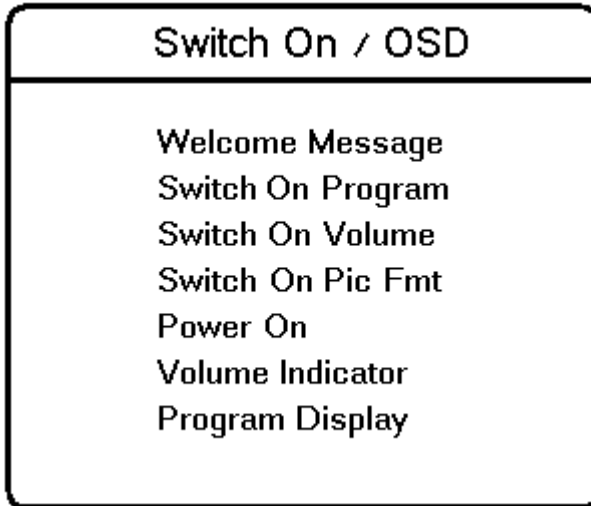 Switch On / OSD
Welcome Message
Switch On Program
Switch On Volume
Switch On Pic Fmt
Power On
Volume Indicator
Program Display